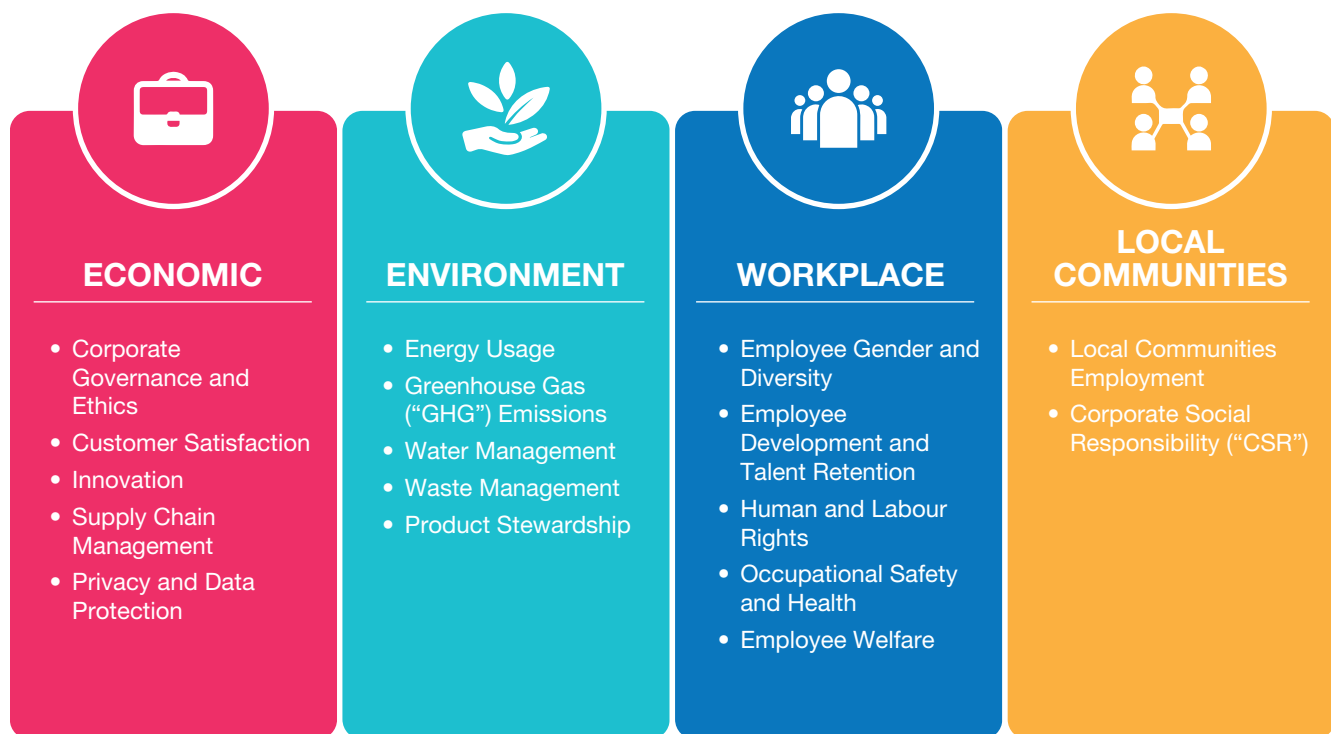 ECONOMIC
• Corporate
Governance and
Ethics
• Customer Satisfaction
• Innovation
• Supply Chain
Management
• Privacy and Data
Protection
ENVIRONMENT
• Energy Usage
• Greenhouse Gas
(“GHG”) Emissions
• Water Management
• Waste Management
• Product Stewardship
WORKPLACE
• Employee Gender and
Diversity
• Employee
Development and
Talent Retention
• Human and Labour
Rights
• Occupational Safety
and Health
• Employee Welfare
LOCAL
COMMUNITIES
• Local Communities
Employment
• Corporate Social
Responsibility (“CSR”)